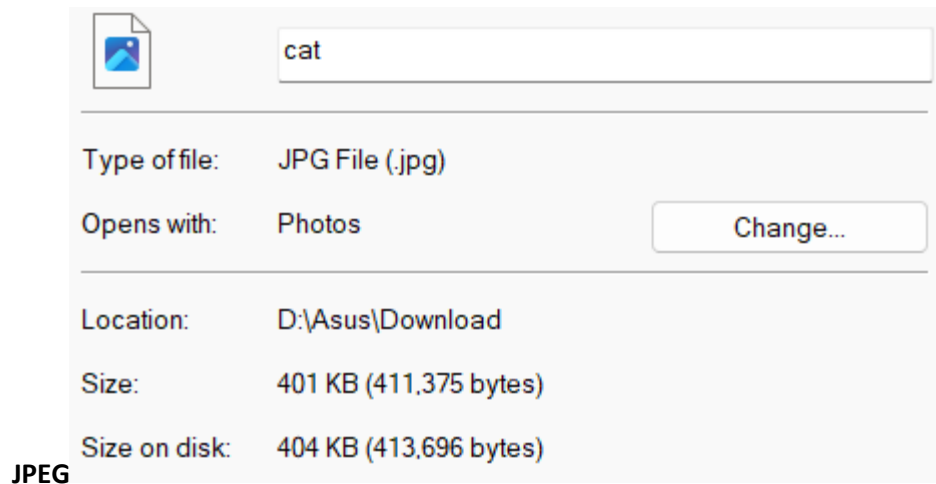 cat
Type of file: JPG File (.jpg)
Opens with: Photos Change...
Location: D:\Asus\Download
Size: 401 KB (411,375 bytes)
Size on disk: 404 KB (413,696 bytes)
JPEG